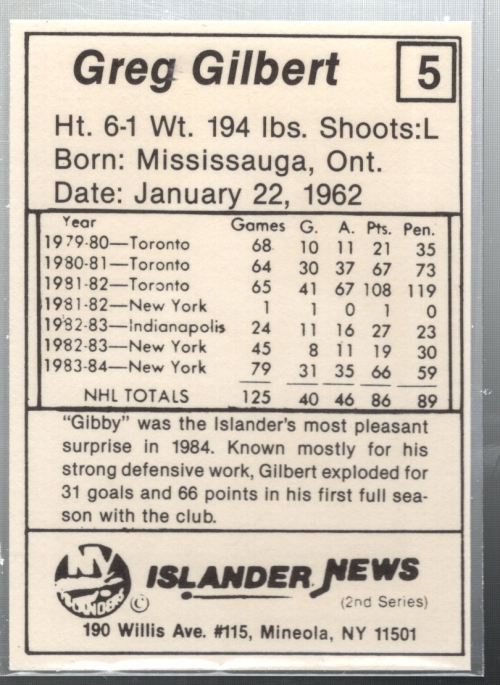 Greg Gilbert 5
Ht. 6-1 Wt. 194 lbs. Shoots:L
Born: Mississauga, Ont.
Date: January 22, 1962
Year Games G. A. Pts. Pen.
1979-80—Toronto 68 10 11 21 35
1980-81—Toronto 64 30 37 67 73
1981-82—Toronto 65 41 67 108 119
1981-82—New York 1 1 0 1 0
1982-83—Indianapolis 24 11 16 27 23
1982-83—New York 45 8 11 19 30
1983-84—New York 79 31 35 66 59
NHL TOTALS 125 40 46 86 89
"Gibby" was the Islander's most pleasant
surprise in 1984. Known mostly for his
strong defensive work, Gilbert exploded for
31 goals and 66 points in his first full sea-
son with the club.
NY
ISLANDERS
©
ISLANDER NEWS
(2nd Series)
190 Willis Ave. #115, Mineola, NY 11501